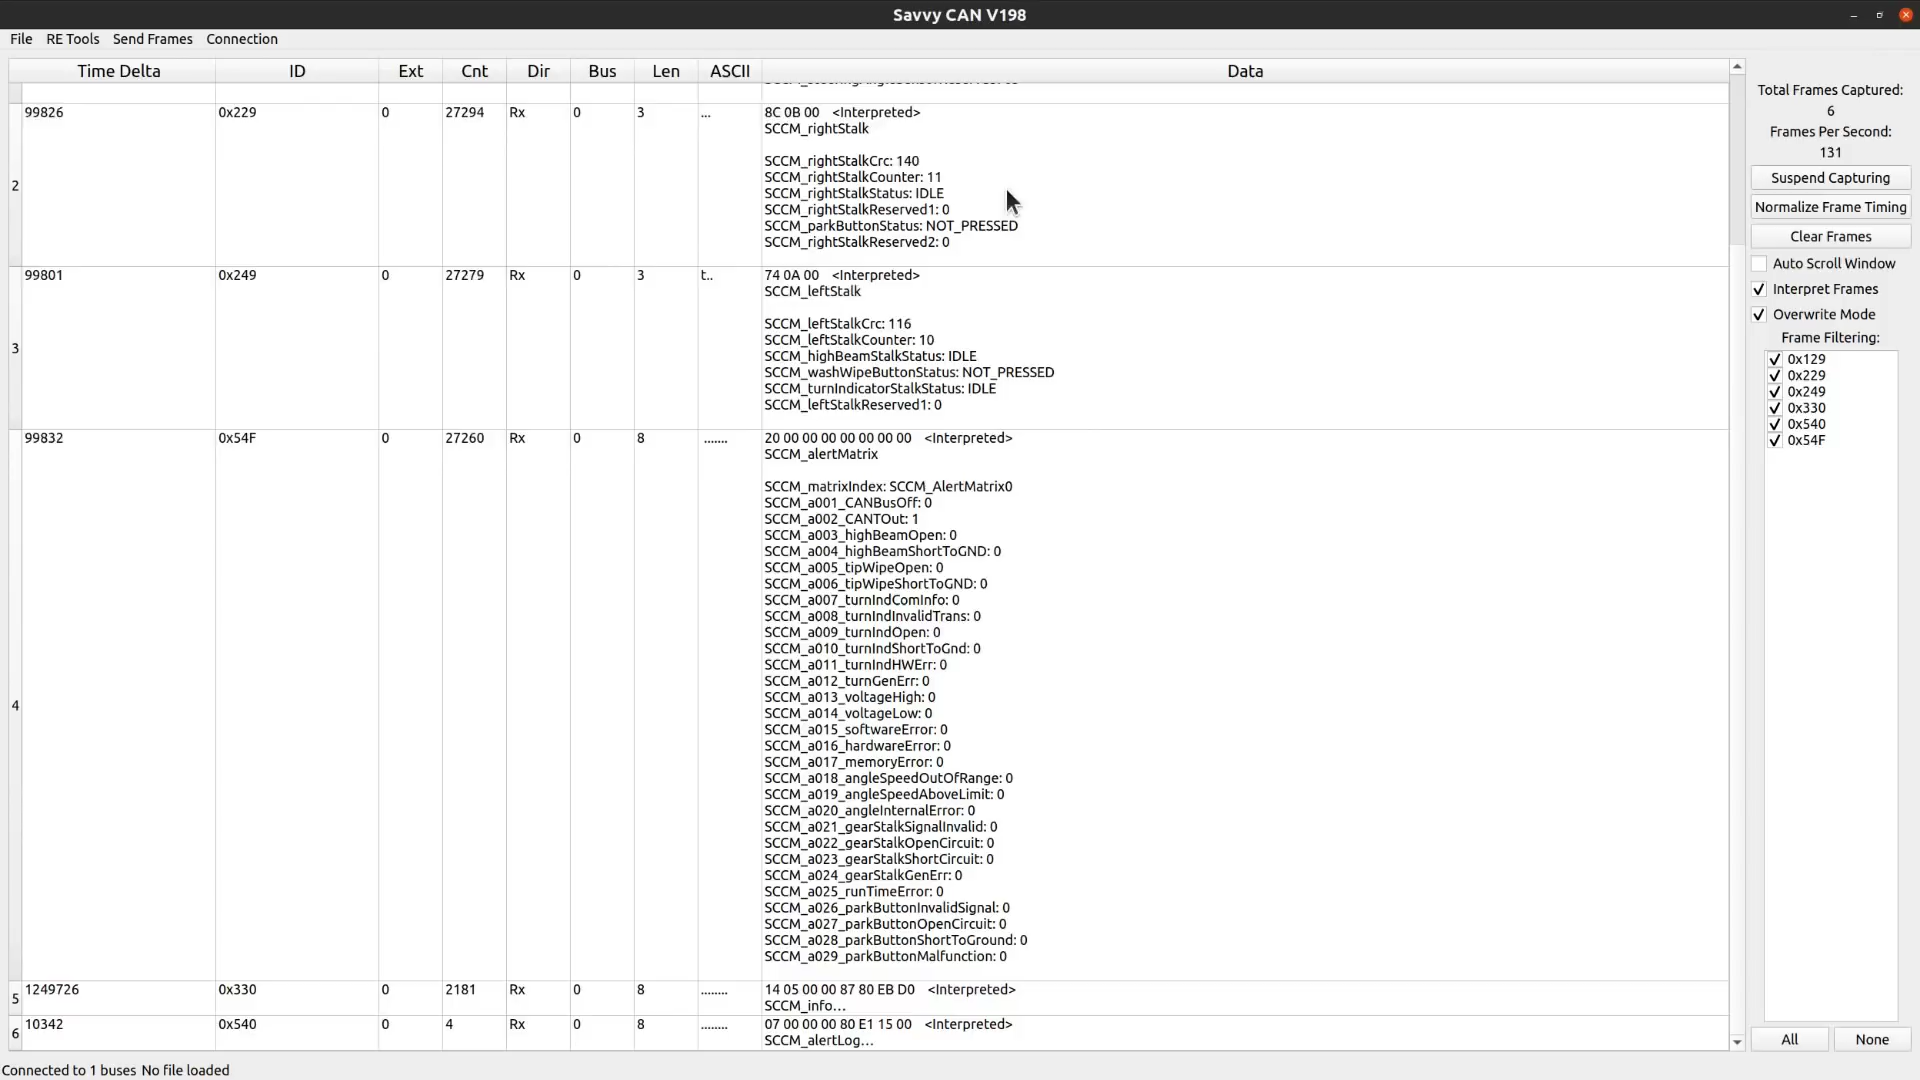 Savvy CAN V198
File RE Tools Send Frames Connection
Time Delta ID Ext Cnt Dir Bus Len ASCII Data
2 99826 0x229 0 27294 Rx 0 3 ... 8C 0B 00 <Interpreted>
SCCM_rightStalk
SCCM_rightStalkCrc: 140
SCCM_rightStalkCounter: 11
SCCM_rightStalkStatus: IDLE
SCCM_rightStalkReserved1: 0
SCCM_parkButtonStatus: NOT_PRESSED
SCCM_rightStalkReserved2: 0
3 99801 0x249 0 27279 Rx 0 3 t.. 74 0A 00 <Interpreted>
SCCM_leftStalk
SCCM_leftStalkCrc: 116
SCCM_leftStalkCounter: 10
SCCM_highBeamStalkStatus: IDLE
SCCM_washWipeButtonStatus: NOT_PRESSED
SCCM_turnIndicatorStalkStatus: IDLE
SCCM_leftStalkReserved1: 0
4 99832 0x54F 0 27260 Rx 0 8 ....... 20 00 00 00 00 00 00 00 <Interpreted>
SCCM_alertMatrix
SCCM_matrixIndex: SCCM_AlertMatrix0
SCCM_a001_CANBusOff: 0
SCCM_a002_CANTOut: 1
SCCM_a003_highBeamOpen: 0
SCCM_a004_highBeamShortToGND: 0
SCCM_a005_tipWipeOpen: 0
SCCM_a006_tipWipeShortToGND: 0
SCCM_a007_turnIndComInfo: 0
SCCM_a008_turnIndInvalidTrans: 0
SCCM_a009_turnIndOpen: 0
SCCM_a010_turnIndShortToGnd: 0
SCCM_a011_turnIndHWErr: 0
SCCM_a012_turnGenErr: 0
SCCM_a013_voltageHigh: 0
SCCM_a014_voltageLow: 0
SCCM_a015_softwareError: 0
SCCM_a016_hardwareError: 0
SCCM_a017_memoryError: 0
SCCM_a018_angleSpeedOutOfRange: 0
SCCM_a019_angleSpeedAboveLimit: 0
SCCM_a020_angleInternalError: 0
SCCM_a021_gearStalkSignalInvalid: 0
SCCM_a022_gearStalkOpenCircuit: 0
SCCM_a023_gearStalkShortCircuit: 0
SCCM_a024_gearStalkGenErr: 0
SCCM_a025_runTimeError: 0
SCCM_a026_parkButtonInvalidSignal: 0
SCCM_a027_parkButtonOpenCircuit: 0
SCCM_a028_parkButtonShortToGround: 0
SCCM_a029_parkButtonMalfunction: 0
5 1249726 0x330 0 2181 Rx 0 8 ........ 14 05 00 00 87 80 EB D0 <Interpreted>
SCCM_info...
6 10342 0x540 0 4 Rx 0 8 ........ 07 00 00 00 80 E1 15 00 <Interpreted>
SCCM_alertLog...
Total Frames Captured:
6
Frames Per Second:
131
Suspend Capturing
Normalize Frame Timing
Clear Frames
Auto Scroll Window
Interpret Frames
Overwrite Mode
Frame Filtering:
0x129
0x229
0x249
0x330
0x540
0x54F
All None
Connected to 1 buses No file loaded